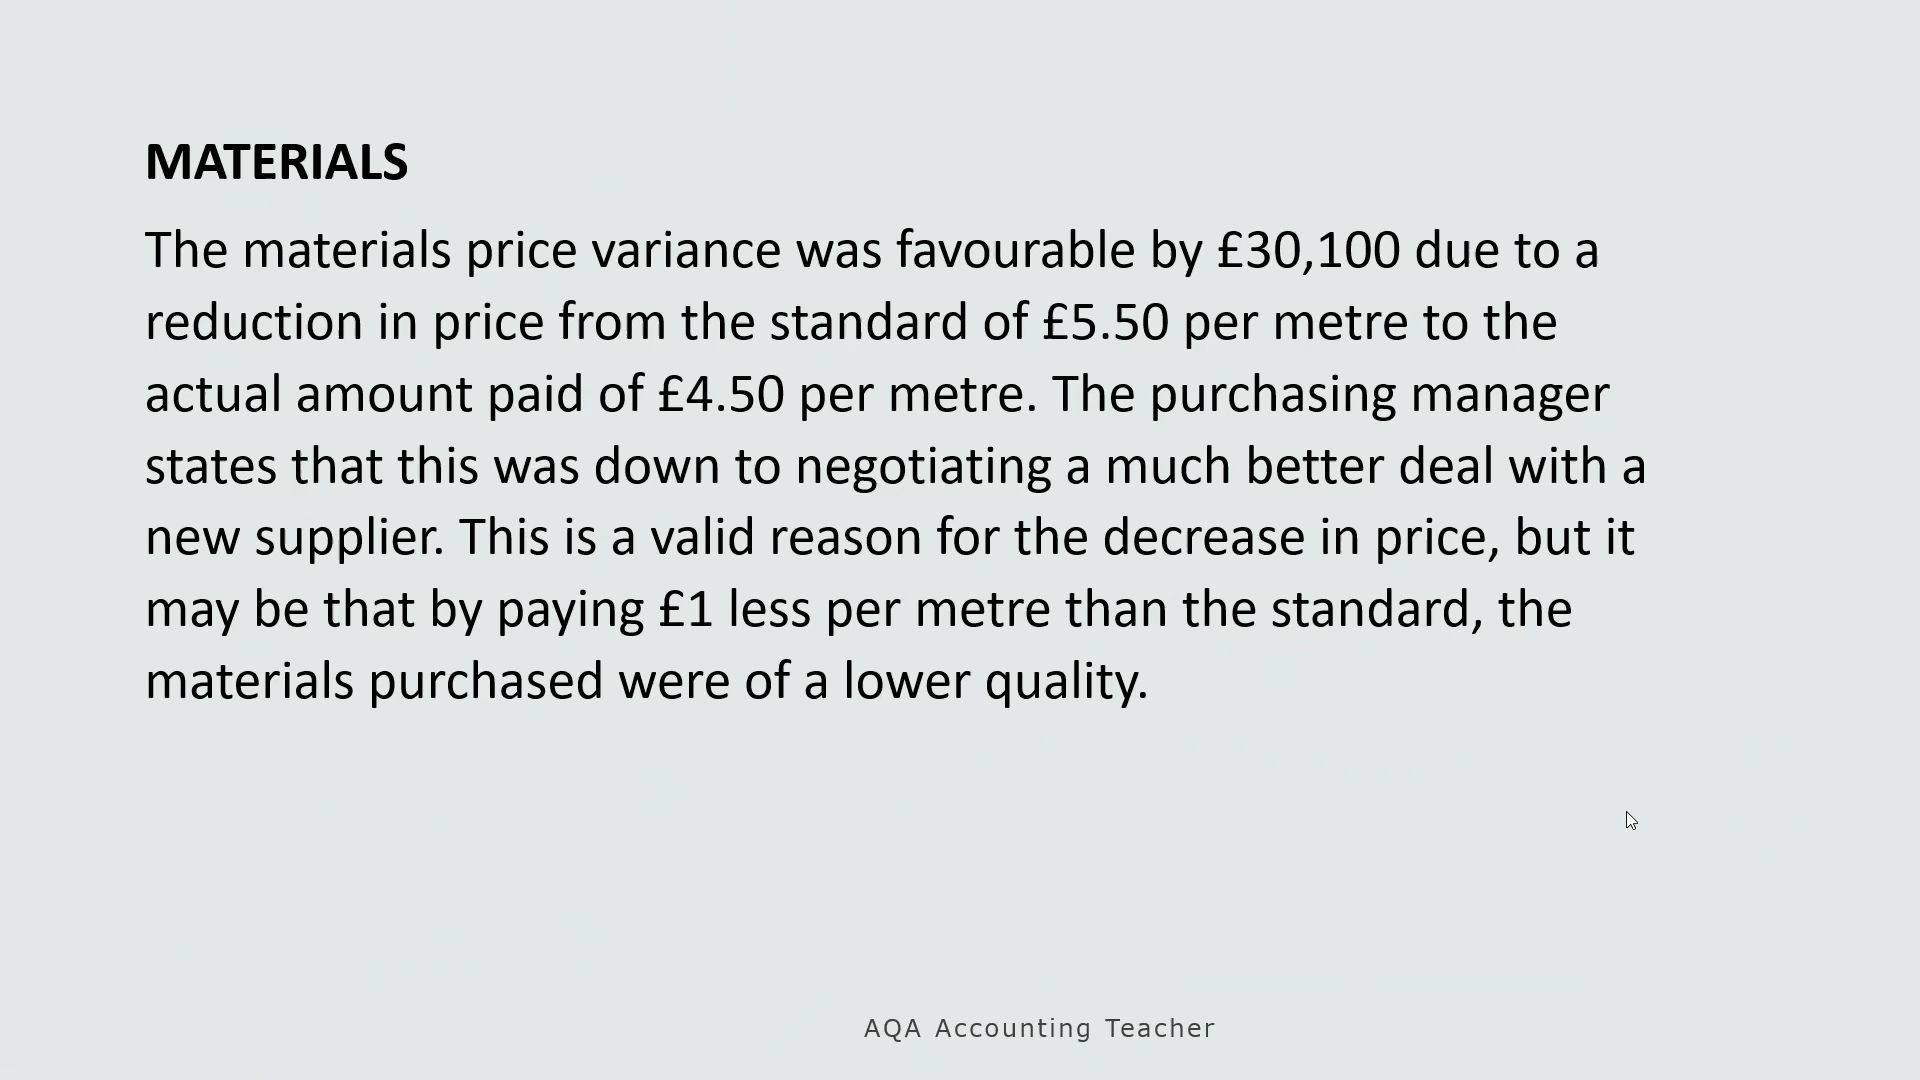 MATERIALS
The materials price variance was favourable by £30,100 due to a
reduction in price from the standard of £5.50 per metre to the
actual amount paid of £4.50 per metre. The purchasing manager
states that this was down to negotiating a much better deal with a
new supplier. This is a valid reason for the decrease in price, but it
may be that by paying £1 less per metre than the standard, the
materials purchased were of a lower quality.
AQA Accounting Teacher